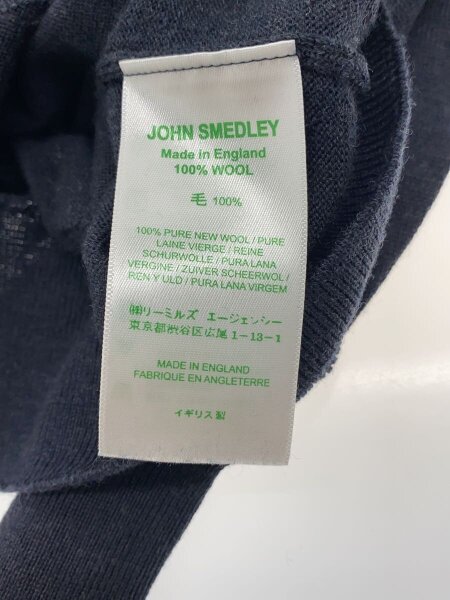 JOHN SMEDLEY
Made in England
100% WOOL
毛 100%
100% PURE NEW WOOL / PURE
LAINE VIERGE / REINE
SCHURWOLLE / PURA LANA
VERGINE / ZUIVER SCHEERWOL /
REN-Y ULD / PURA LANA VIRGEM
㈱リーミルズ エージェンシー
東京都渋谷区広尾 1-13-1
MADE IN ENGLAND
FABRIQUE EN ANGLETERRE
イギリス製